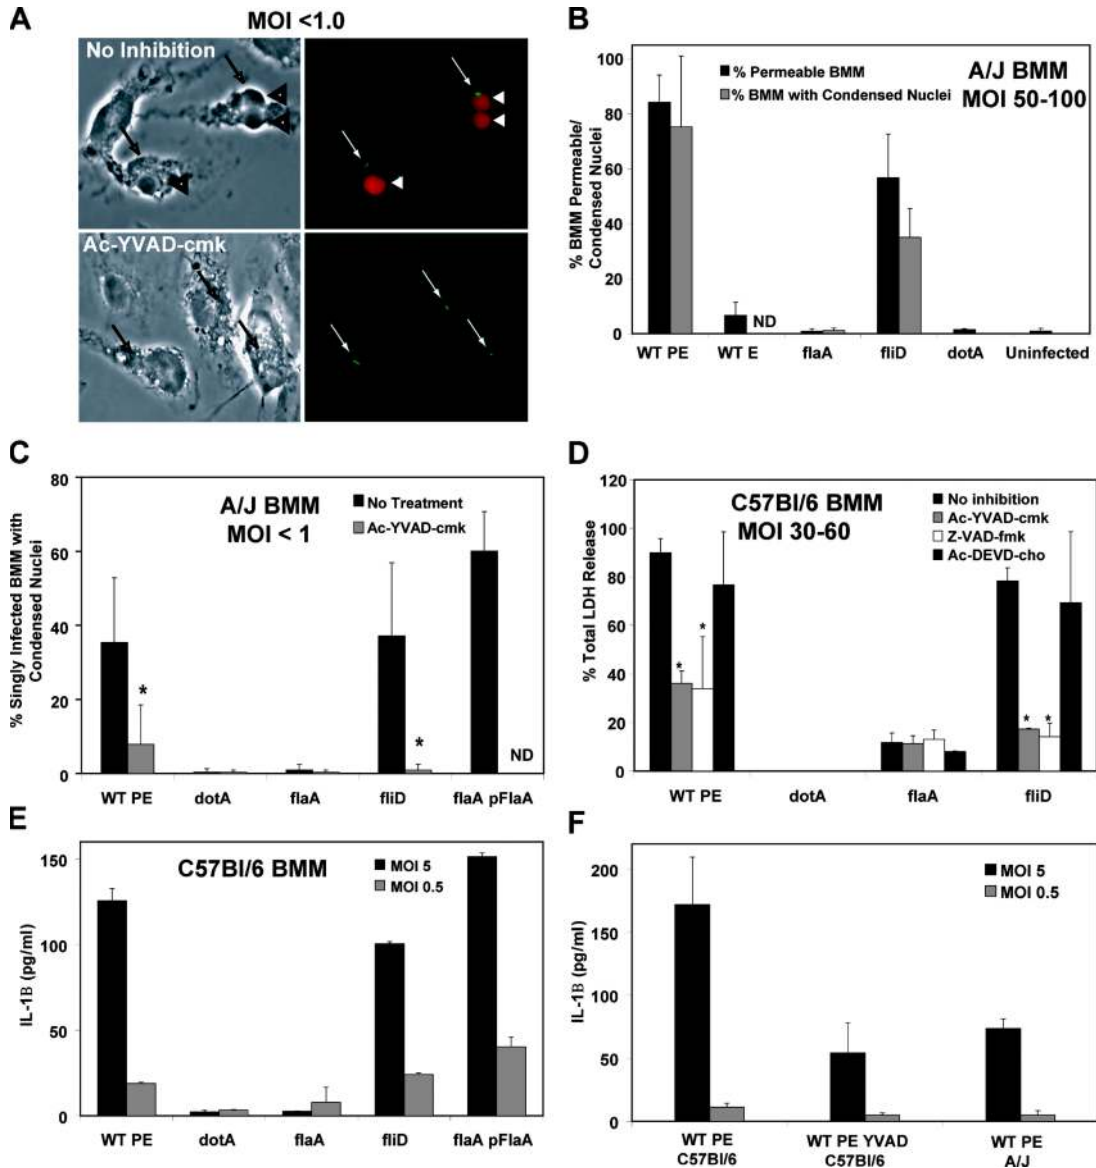 A
MOI <1.0
No Inhibition
Ac-YVAD-cmk
B
100
80
60
40
20
0
% BMM Permeable/
Condensed Nuclei
% Permeable BMM
% BMM with Condensed Nuclei
A/J BMM
MOI 50-100
ND
WT PE
WT E
flaA
fliD
dotA
Uninfected
C
80
60
40
20
0
% Singly Infected BMM with
Condensed Nuclei
A/J BMM
MOI < 1
No Treatment
Ac-YVAD-cmk
*
*
ND
WT PE
dotA
flaA
fliD
flaA pFlaA
D
120
100
80
60
40
20
0
% Total LDH Release
C57Bl/6 BMM
MOI 30-60
No inhibition
Ac-YVAD-cmk
Z-VAD-fmk
Ac-DEVD-cho
*
*
*
*
WT PE
dotA
flaA
fliD
E
150
100
50
0
IL-1B (pg/ml)
C57Bl/6 BMM
MOI 5
MOI 0.5
WT PE
dotA
flaA
fliD
flaA pFlaA
F
200
150
100
50
0
IL-1B (pg/ml)
MOI 5
MOI 0.5
WT PE
C57Bl/6
WT PE YVAD
C57Bl/6
WT PE
A/J